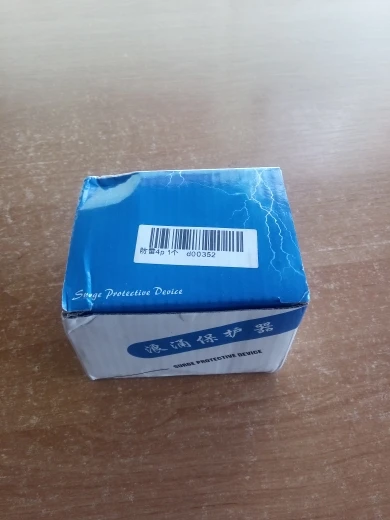 防雷4p 1个 d00352
Surge Protective Device
浪涌保护器
SURGE PROTECTIVE DEVICE